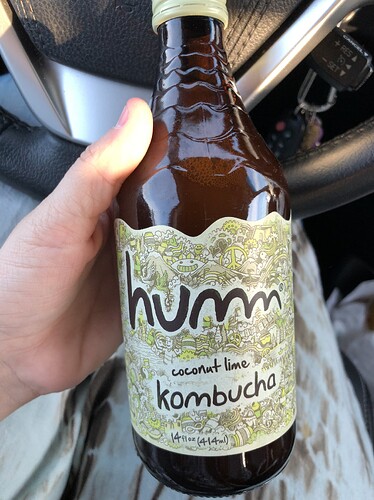 humm®
coconut lime
kombucha
14 fl oz (414ml)